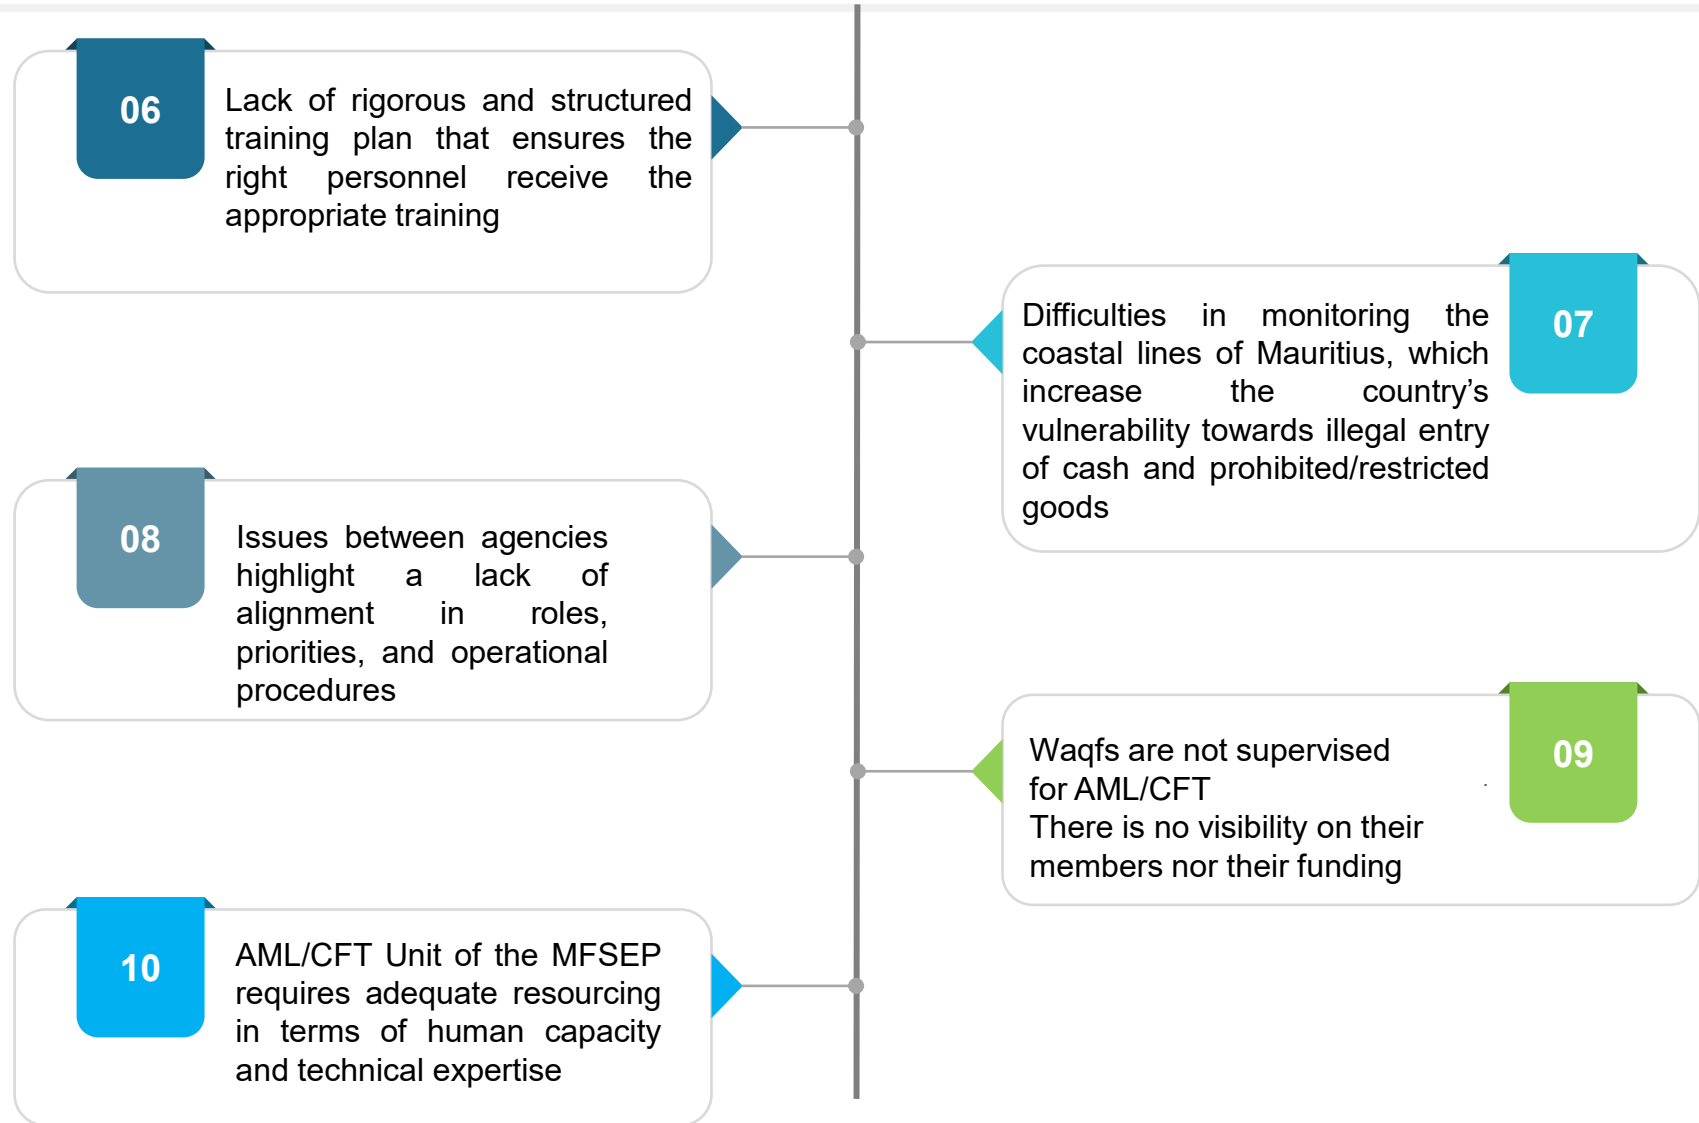 06
Lack of rigorous and structured
training plan that ensures the
right personnel receive the
appropriate training
07
Difficulties in monitoring the
coastal lines of Mauritius, which
increase the country’s
vulnerability towards illegal entry
of cash and prohibited/restricted
goods
08
Issues between agencies
highlight a lack of
alignment in roles,
priorities, and operational
procedures
09
Waqfs are not supervised
for AML/CFT
There is no visibility on their
members nor their funding
10
AML/CFT Unit of the MFSEP
requires adequate resourcing
in terms of human capacity
and technical expertise